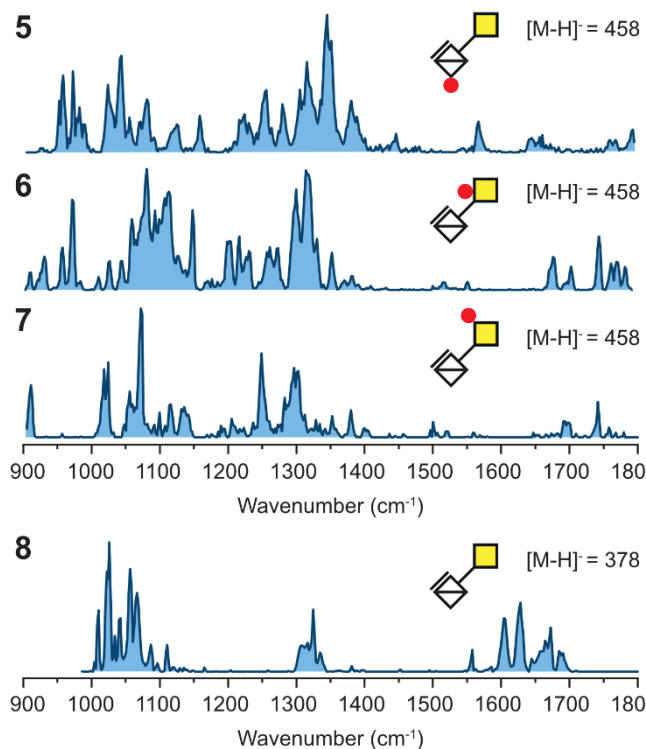 5 [M-H]⁻ = 458
6 [M-H]⁻ = 458
7 [M-H]⁻ = 458
900 1000 1100 1200 1300 1400 1500 1600 1700 180
Wavenumber (cm⁻¹)
8 [M-H]⁻ = 378
900 1000 1100 1200 1300 1400 1500 1600 1700 180
Wavenumber (cm⁻¹)